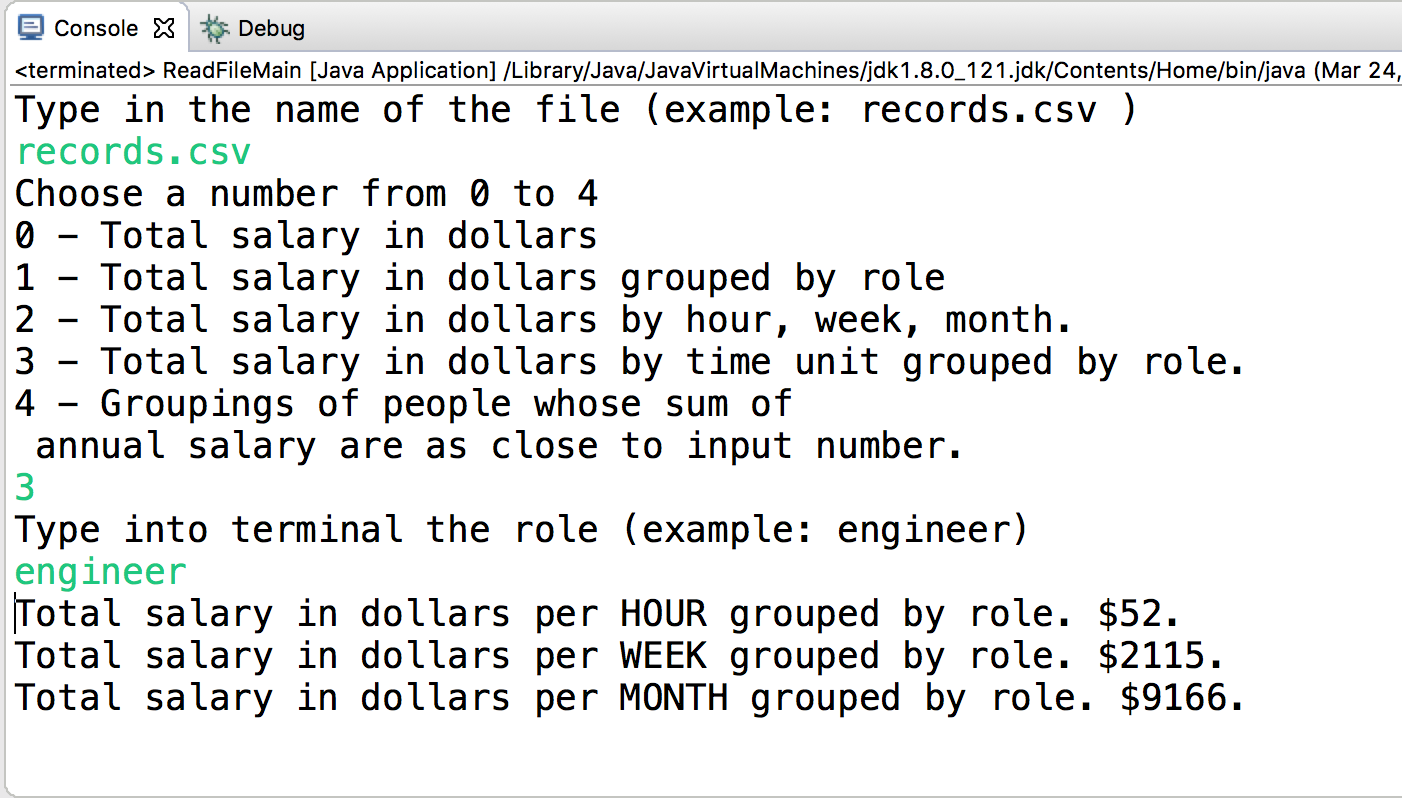 Console Debug
<terminated> ReadFileMain [Java Application] /Library/Java/JavaVirtualMachines/jdk1.8.0_121.jdk/Contents/Home/bin/java (Mar 24,
Type in the name of the file (example: records.csv )
records.csv
Choose a number from 0 to 4
0 – Total salary in dollars
1 – Total salary in dollars grouped by role
2 – Total salary in dollars by hour, week, month.
3 – Total salary in dollars by time unit grouped by role.
4 – Groupings of people whose sum of
annual salary are as close to input number.
3
Type into terminal the role (example: engineer)
engineer
Total salary in dollars per HOUR grouped by role. $52.
Total salary in dollars per WEEK grouped by role. $2115.
Total salary in dollars per MONTH grouped by role. $9166.